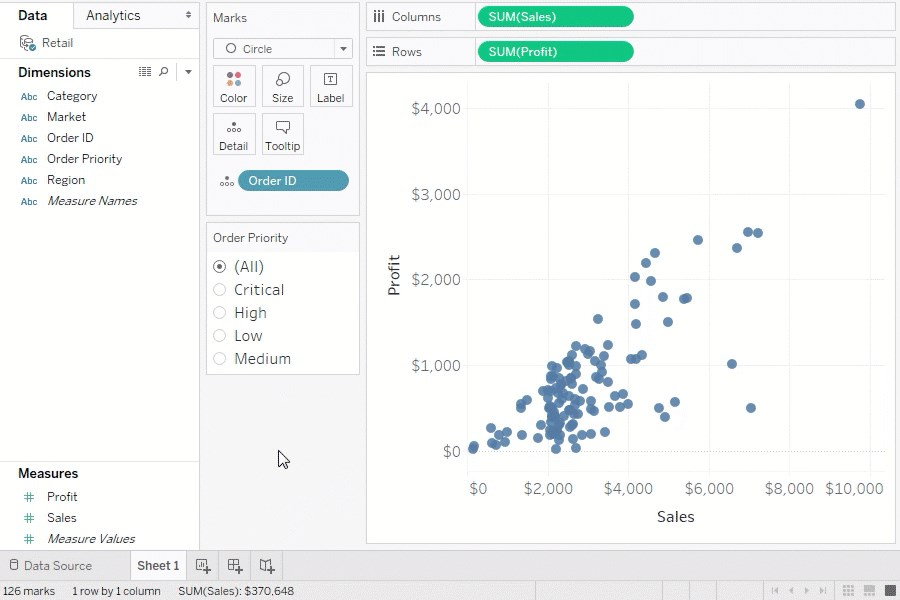 Data
Analytics
Retail
Dimensions
Abc Category
Abc Market
Abc Order ID
Abc Order Priority
Abc Region
Abc Measure Names
Measures
Profit
Sales
Measure Values
Marks
Circle
Color
Size
Label
Detail
Tooltip
Order ID
Order Priority
(All)
Critical
High
Low
Medium
Columns
SUM(Sales)
Rows
SUM(Profit)
$4,000
$3,000
$2,000
$1,000
$0
Profit
$0 $2,000 $4,000 $6,000 $8,000 $10,000
Sales
Data Source
Sheet 1
126 marks 1 row by 1 column SUM(Sales): $370,648